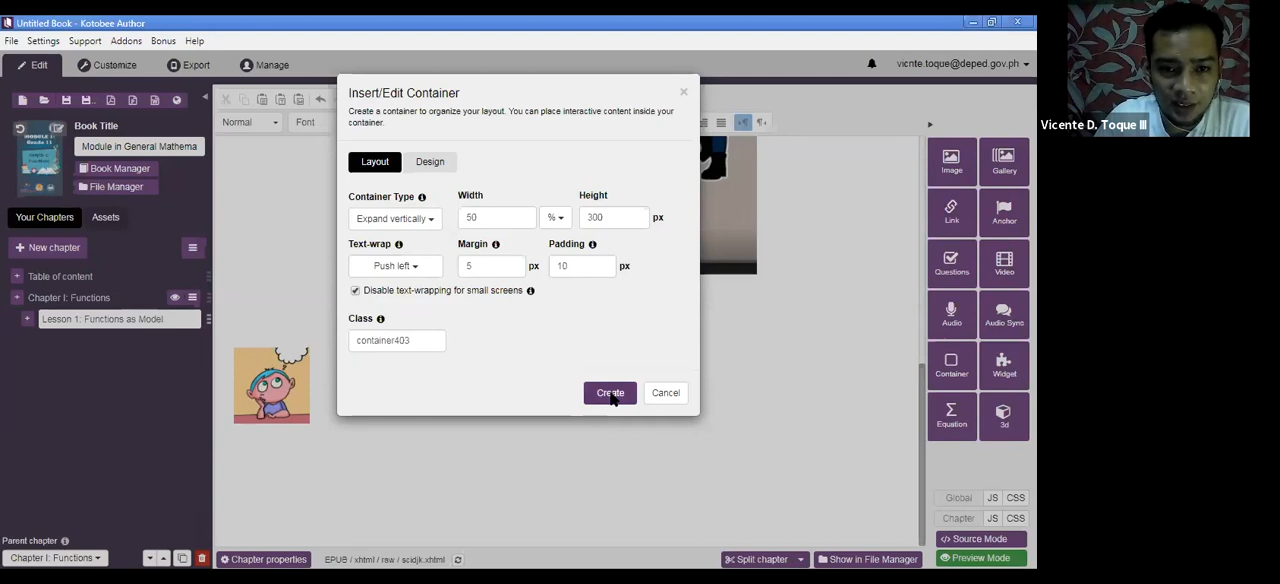 Untitled Book - Kotobee Author
File Settings Support Addons Bonus Help
Edit Customize Export Manage
vicnte.toque@deped.gov.ph
Book Title
Module in General Mathema
Book Manager
File Manager
Your Chapters Assets
+ New chapter
Table of content
Chapter I: Functions
Lesson 1: Functions as Model
Parent chapter
Chapter I: Functions
Normal Font
Insert/Edit Container
Create a container to organize your layout. You can place interactive content inside your
container.
Layout Design
Container Type Width Height
Expand vertically 50 % 300 px
Text-wrap Margin Padding
Push left 5 px 10 px
Disable text-wrapping for small screens
Class
container403
Create Cancel
Chapter properties EPUB / xhtml / raw / scidjk.xhtml
Split chapter Show in File Manager
Image Gallery
Link Anchor
Questions Video
Audio Audio Sync
Container Widget
Equation 3d
Global JS CSS
Chapter JS CSS
</> Source Mode
Preview Mode
Vicente D. Toque III